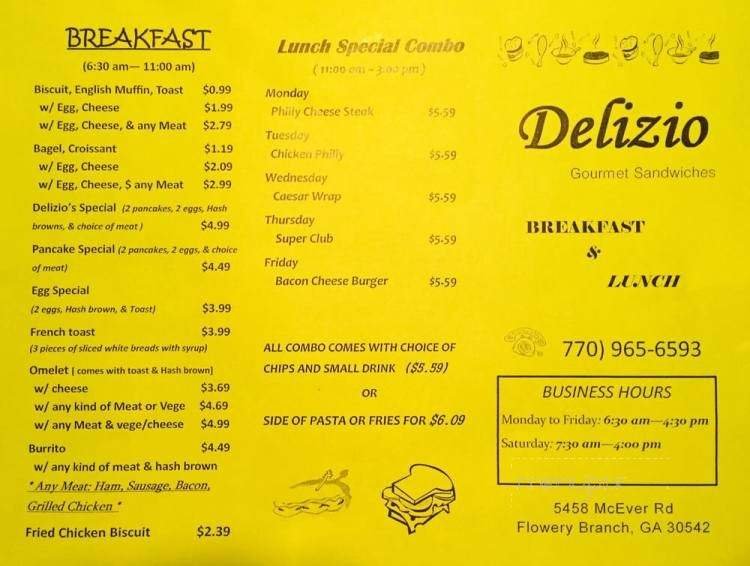 BREAKFAST
(6:30 am— 11:00 am)
Biscuit, English Muffin, Toast $0.99
w/ Egg, Cheese $1.99
w/ Egg, Cheese, & any Meat $2.79
Bagel, Croissant $1.19
w/ Egg, Cheese $2.09
w/ Egg, Cheese, $ any Meat $2.99
Delizio's Special (2 pancakes, 2 eggs, Hash
browns, & choice of meat ) $4.99
Pancake Special (2 pancakes, 2 eggs, & choice
of meat) $4.49
Egg Special
(2 eggs, Hash brown, & Toast) $3.99
French toast $3.99
(3 pieces of sliced white breads with syrup)
Omelet [ comes with toast & Hash brown]
w/ cheese $3.69
w/ any kind of Meat or Vege $4.69
w/ any Meat & vege/cheese $4.99
Burrito $4.49
w/ any kind of meat & hash brown
* Any Meat: Ham, Sausage, Bacon,
Grilled Chicken *
Fried Chicken Biscuit $2.39
Lunch Special Combo
( 11:00 am - 3:00 pm )
Monday
Philly Cheese Steak $5.59
Tuesday
Chicken Philly $5.59
Wednesday
Caesar Wrap $5.59
Thursday
Super Club $5.59
Friday
Bacon Cheese Burger $5.59
ALL COMBO COMES WITH CHOICE OF
CHIPS AND SMALL DRINK ($5.59)
OR
SIDE OF PASTA OR FRIES FOR $6.09
Delizio
Gourmet Sandwiches
BREAKFAST
&
LUNCH
770) 965-6593
BUSINESS HOURS
Monday to Friday: 6:30 am—4:30 pm
Saturday: 7:30 am—4:00 pm
5458 McEver Rd
Flowery Branch, GA 30542